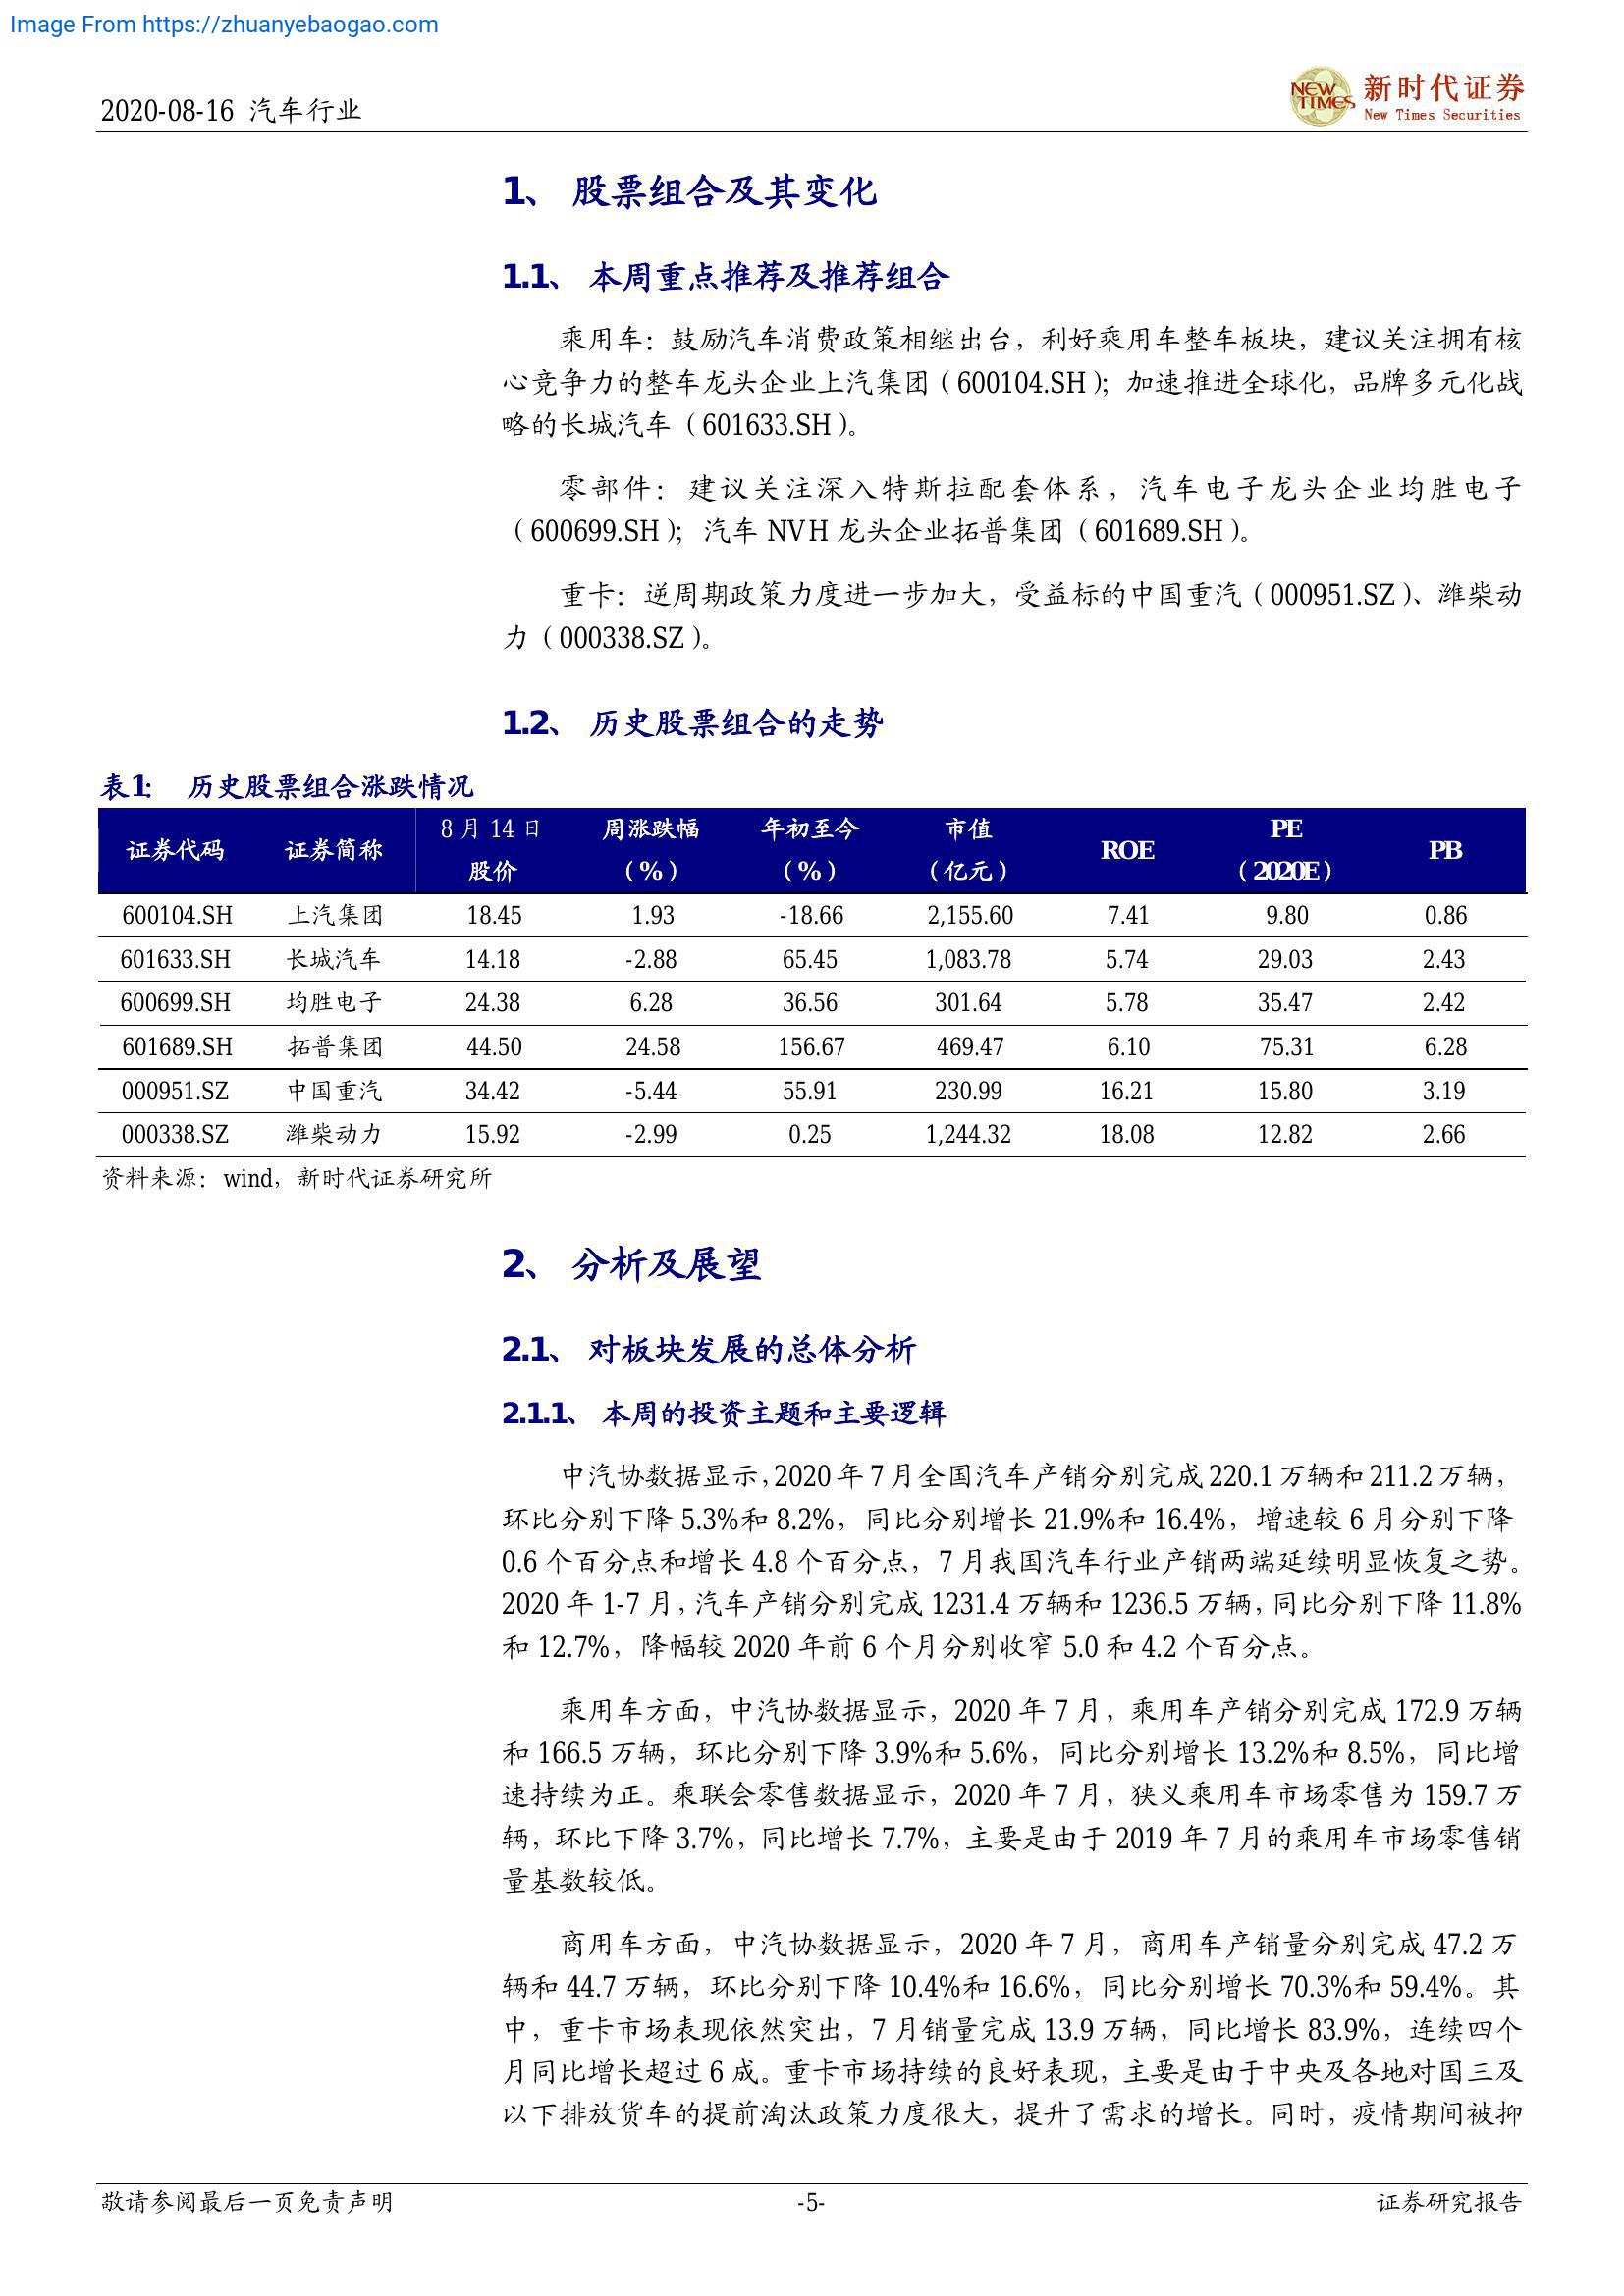 Image From https://zhuanyebaogao.com
2020-08-16 汽车行业
NEW TIMES
新时代证券
New Times Securities
1、 股票组合及其变化
1.1、 本周重点推荐及推荐组合
乘用车：鼓励汽车消费政策相继出台，利好乘用车整车板块，建议关注拥有核
心竞争力的整车龙头企业上汽集团（600104.SH）；加速推进全球化，品牌多元化战
略的长城汽车（601633.SH）。
零部件：建议关注深入特斯拉配套体系，汽车电子龙头企业均胜电子
（600699.SH）；汽车 NVH 龙头企业拓普集团（601689.SH）。
重卡：逆周期政策力度进一步加大，受益标的中国重汽（000951.SZ）、潍柴动
力（000338.SZ）。
1.2、 历史股票组合的走势
表1： 历史股票组合涨跌情况
证券代码 证券简称 8 月 14 日股价 周涨跌幅（%） 年初至今（%） 市值（亿元） ROE PE（2020E） PB
600104.SH 上汽集团 18.45 1.93 -18.66 2,155.60 7.41 9.80 0.86
601633.SH 长城汽车 14.18 -2.88 65.45 1,083.78 5.74 29.03 2.43
600699.SH 均胜电子 24.38 6.28 36.56 301.64 5.78 35.47 2.42
601689.SH 拓普集团 44.50 24.58 156.67 469.47 6.10 75.31 6.28
000951.SZ 中国重汽 34.42 -5.44 55.91 230.99 16.21 15.80 3.19
000338.SZ 潍柴动力 15.92 -2.99 0.25 1,244.32 18.08 12.82 2.66
资料来源：wind，新时代证券研究所
2、 分析及展望
2.1、 对板块发展的总体分析
2.1.1、 本周的投资主题和主要逻辑
中汽协数据显示，2020 年 7 月全国汽车产销分别完成 220.1 万辆和 211.2 万辆，
环比分别下降 5.3%和 8.2%，同比分别增长 21.9%和 16.4%，增速较 6 月分别下降
0.6 个百分点和增长 4.8 个百分点，7 月我国汽车行业产销两端延续明显恢复之势。
2020 年 1-7 月，汽车产销分别完成 1231.4 万辆和 1236.5 万辆，同比分别下降 11.8%
和 12.7%，降幅较 2020 年前 6 个月分别收窄 5.0 和 4.2 个百分点。
乘用车方面，中汽协数据显示，2020 年 7 月，乘用车产销分别完成 172.9 万辆
和 166.5 万辆，环比分别下降 3.9%和 5.6%，同比分别增长 13.2%和 8.5%，同比增
速持续为正。乘联会零售数据显示，2020 年 7 月，狭义乘用车市场零售为 159.7 万
辆，环比下降 3.7%，同比增长 7.7%，主要是由于 2019 年 7 月的乘用车市场零售销
量基数较低。
商用车方面，中汽协数据显示，2020 年 7 月，商用车产销量分别完成 47.2 万
辆和 44.7 万辆，环比分别下降 10.4%和 16.6%，同比分别增长 70.3%和 59.4%。其
中，重卡市场表现依然突出，7 月销量完成 13.9 万辆，同比增长 83.9%，连续四个
月同比增长超过 6 成。重卡市场持续的良好表现，主要是由于中央及各地对国三及
以下排放货车的提前淘汰政策力度很大，提升了需求的增长。同时，疫情期间被抑
敬请参阅最后一页免责声明 -5- 证券研究报告